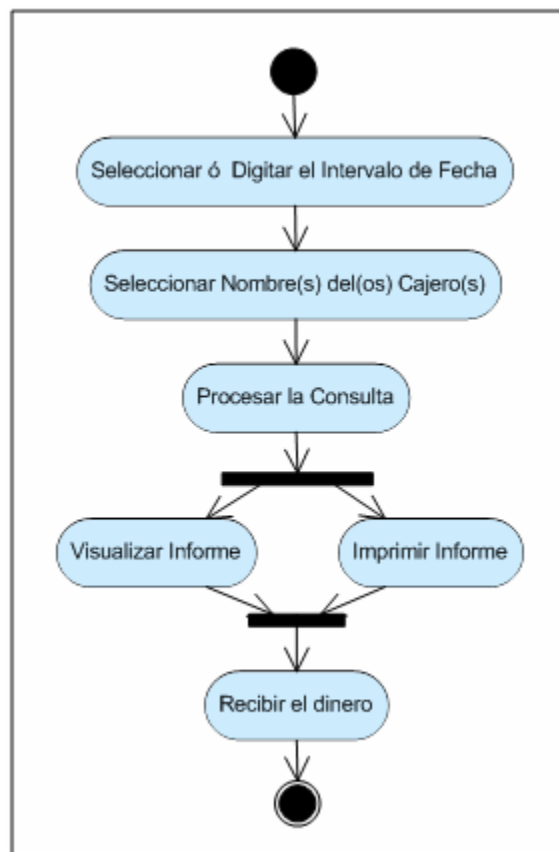 Seleccionar ó Digitar el Intervalo de Fecha
Seleccionar Nombre(s) del(os) Cajero(s)
Procesar la Consulta
Visualizar Informe
Imprimir Informe
Recibir el dinero